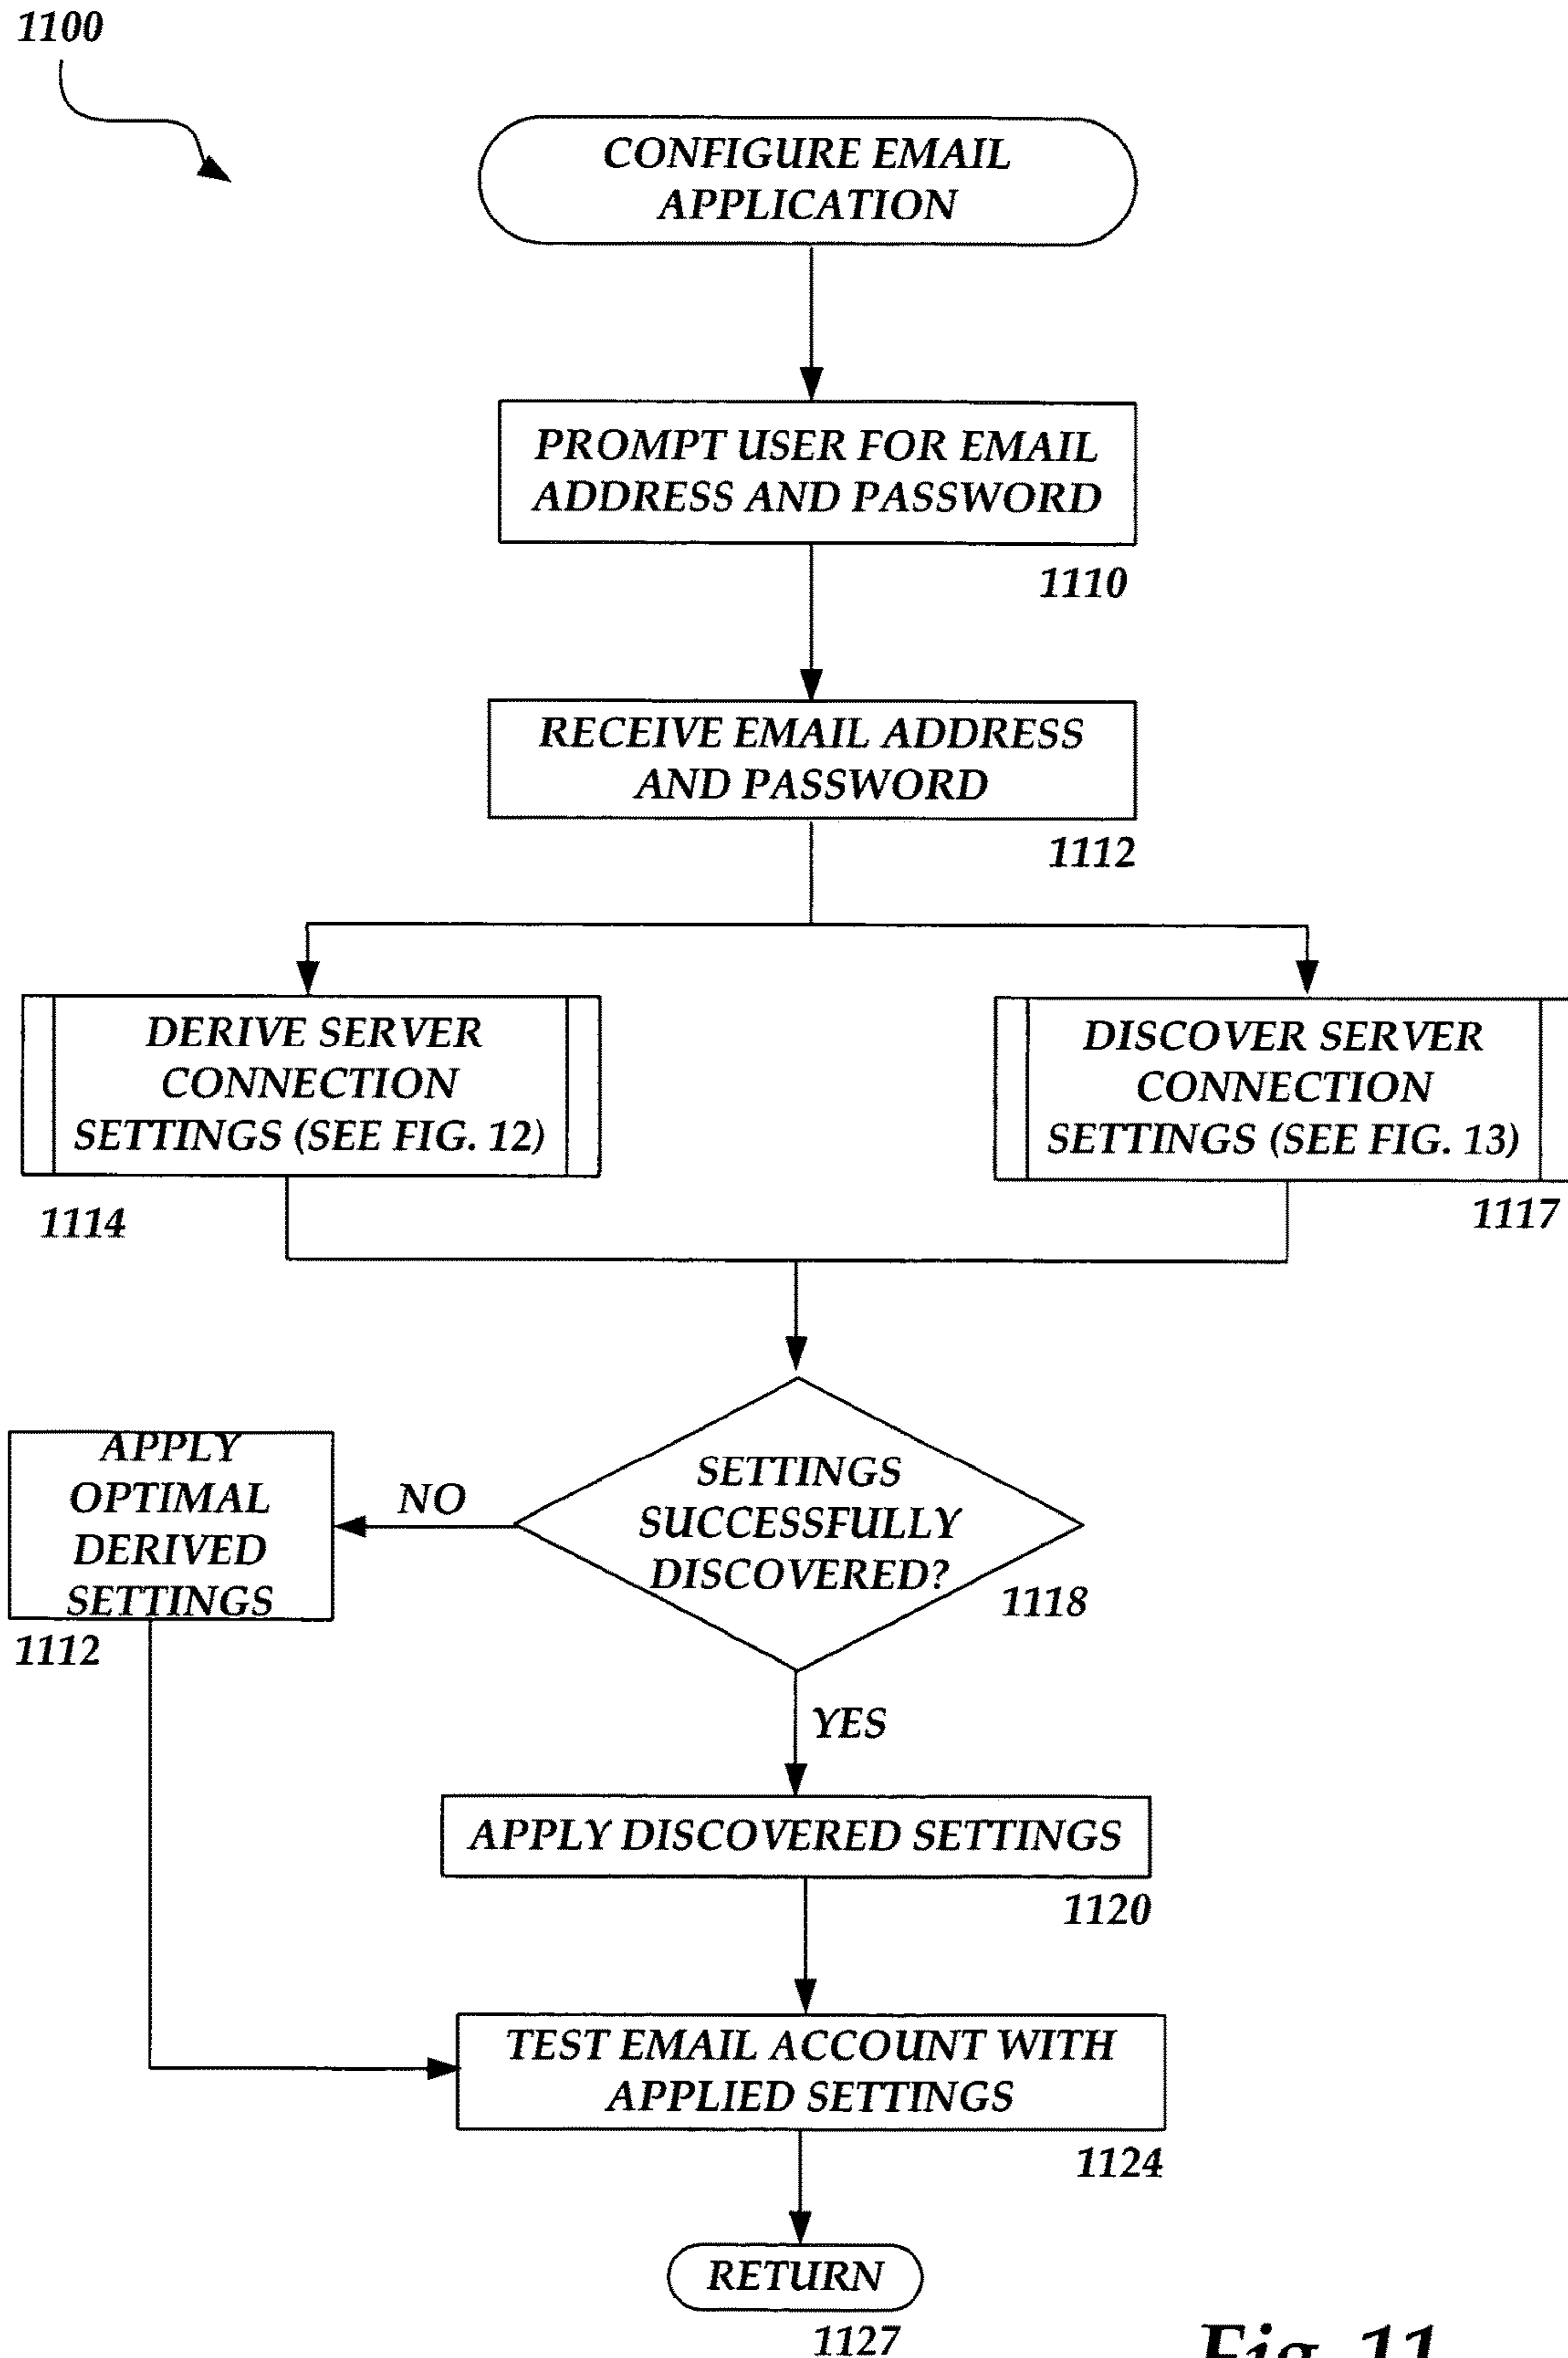 1100
CONFIGURE EMAIL
APPLICATION
PROMPT USER FOR EMAIL
ADDRESS AND PASSWORD
1110
RECEIVE EMAIL ADDRESS
AND PASSWORD
1112
DERIVE SERVER
CONNECTION
SETTINGS (SEE FIG. 12)
1114
DISCOVER SERVER
CONNECTION
SETTINGS (SEE FIG. 13)
1117
SETTINGS
SUCCESSFULLY
DISCOVERED?
1118
NO
APPLY
OPTIMAL
DERIVED
SETTINGS
1112
YES
APPLY DISCOVERED SETTINGS
1120
TEST EMAIL ACCOUNT WITH
APPLIED SETTINGS
1124
RETURN
1127
Fig. 11